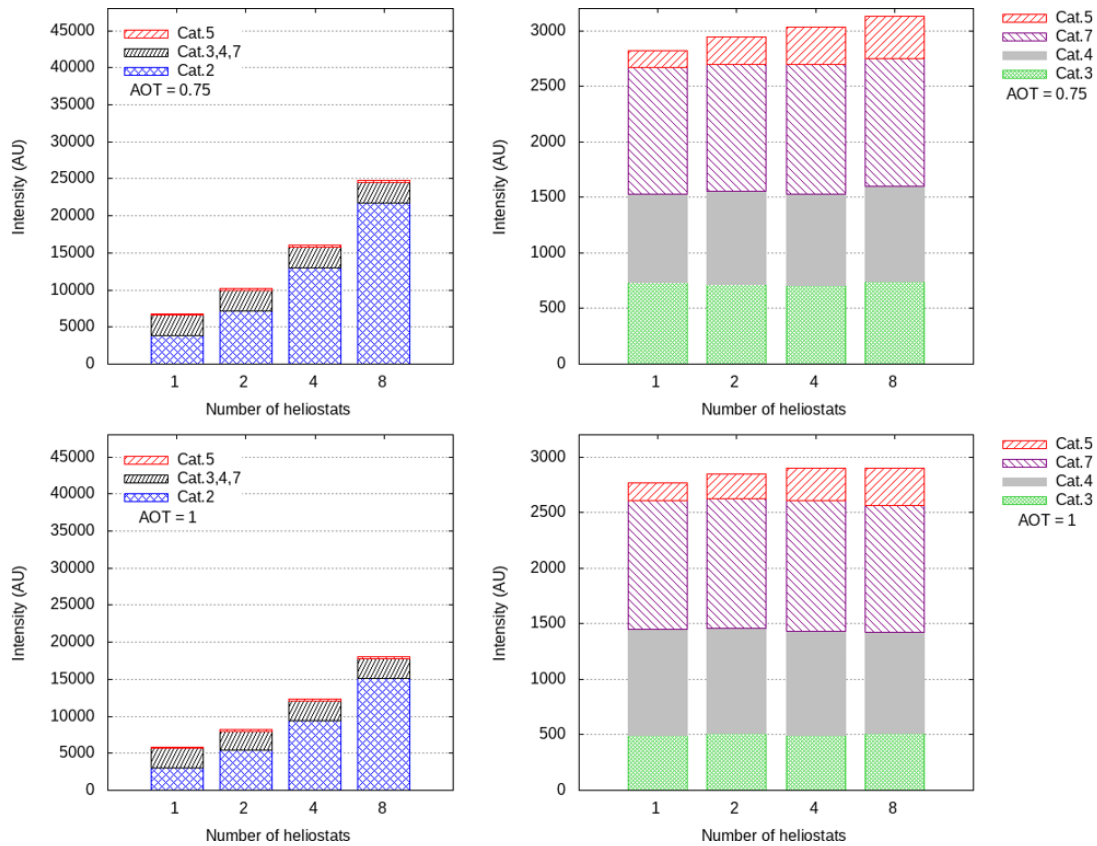 45000
40000
35000
30000
25000
20000
15000
10000
5000
0
Intensity (AU)
Cat.5
Cat.3,4,7
Cat.2
AOT = 0.75
1 2 4 8
Number of heliostats
3000
2500
2000
1500
1000
500
0
Intensity (AU)
1 2 4 8
Number of heliostats
Cat.5
Cat.7
Cat.4
Cat.3
AOT = 0.75
45000
40000
35000
30000
25000
20000
15000
10000
5000
0
Intensity (AU)
Cat.5
Cat.3,4,7
Cat.2
AOT = 1
1 2 4 8
Number of heliostats
3000
2500
2000
1500
1000
500
0
Intensity (AU)
1 2 4 8
Number of heliostats
Cat.5
Cat.7
Cat.4
Cat.3
AOT = 1